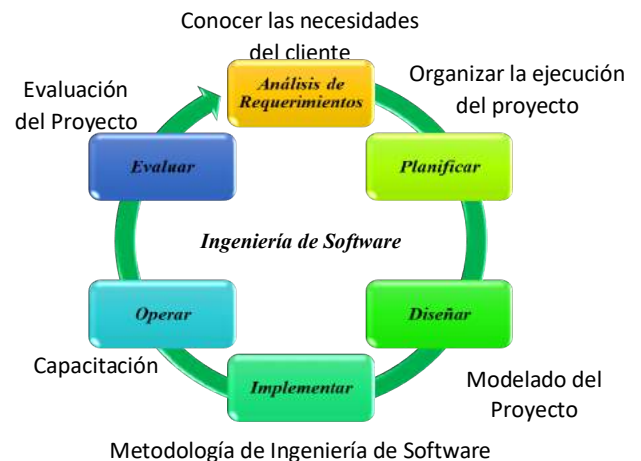 Conocer las necesidades
del cliente
Análisis de
Requerimientos
Organizar la ejecución
del proyecto
Planificar
Diseñar
Modelado del
Proyecto
Implementar
Metodología de Ingeniería de Software
Operar
Capacitación
Evaluar
Evaluación
del Proyecto
Ingeniería de Software